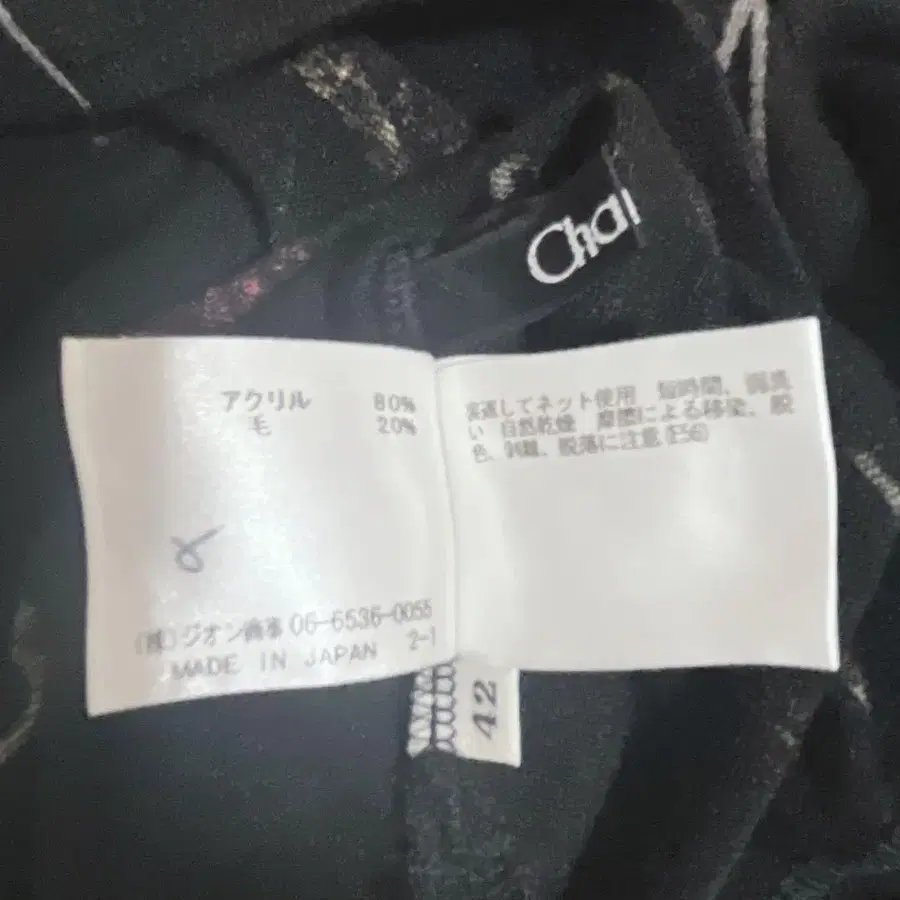 Cha
アクリル 80%
毛 20%
(株)ジオン商事 06-6536-0055
MADE IN JAPAN 2-1
裏返してネット使用 短時間、弱洗
い 自然乾燥 摩擦による移染、脱
色、剥離、脱落に注意(E56)
42